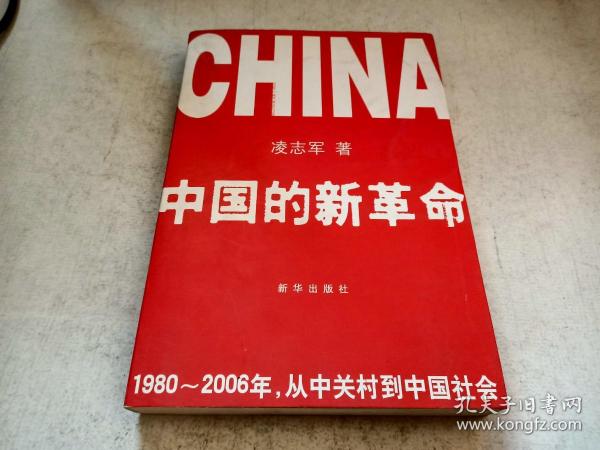 CHINA
凌志军 著
中国的新革命
新华出版社
1980～2006年，从中关村到中国社会
孔夫子旧书网
www.kongfz.com